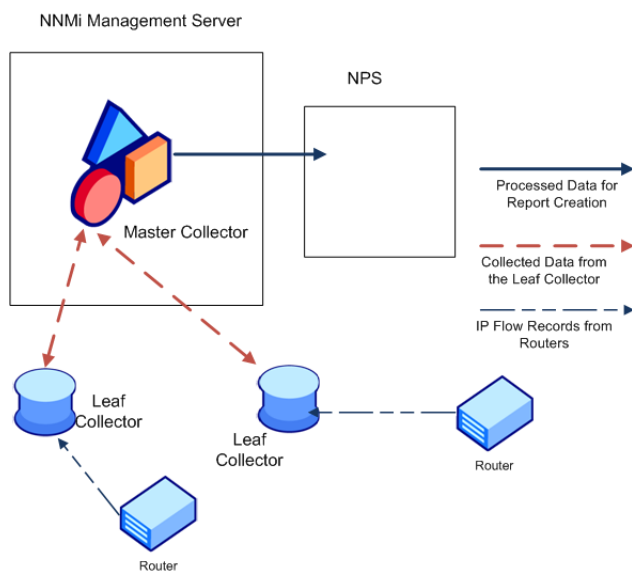 NNMi Management Server
NPS
Master Collector
Processed Data for
Report Creation
Collected Data from
the Leaf Collector
IP Flow Records from
Routers
Leaf
Collector
Leaf
Collector
Router
Router